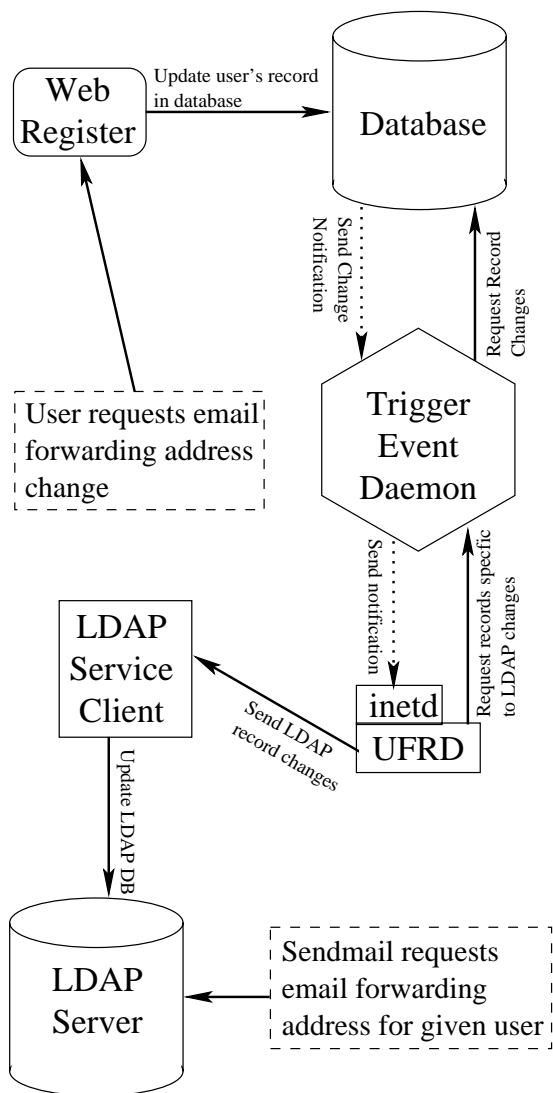 Web
Register
Update user's record
in database
Database
Send Change
Notification
Request Record
Changes
User requests email
forwarding address
change
Trigger
Event
Daemon
Send notification
Request records specfic
to LDAP changes
LDAP
Service
Client
inetd
UFRD
Send LDAP
record changes
Update LDAP DB
LDAP
Server
Sendmail requests
email forwarding
address for given user